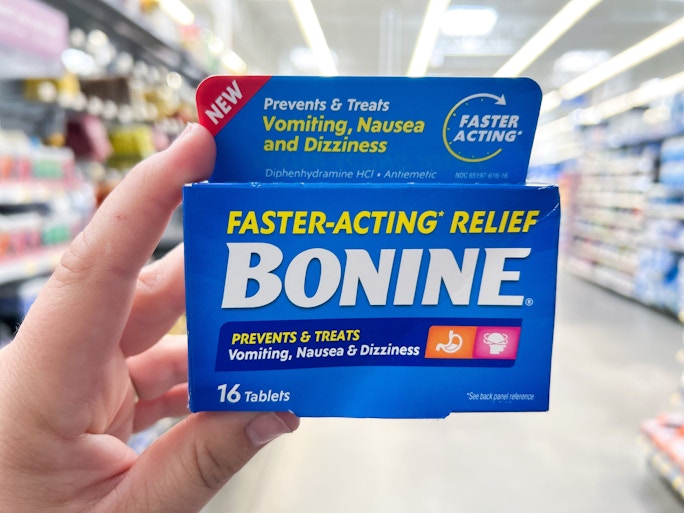 NEW
Prevents & Treats
Vomiting, Nausea
and Dizziness
FASTER
ACTING*
Diphenhydramine HCl • Antiemetic
FASTER-ACTING* RELIEF
BONINE®
PREVENTS & TREATS
Vomiting, Nausea & Dizziness
16 Tablets
*See back panel reference